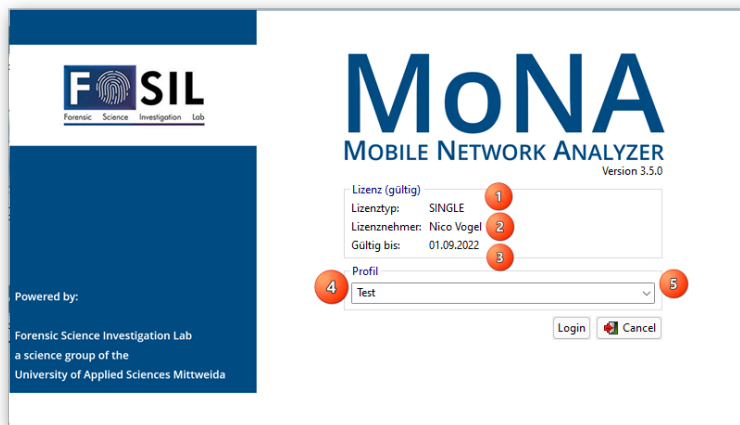 FOSIL
Forensic Science Investigation Lab
Powered by:
Forensic Science Investigation Lab
a science group of the
University of Applied Sciences Mittweida
MoNA
MOBILE NETWORK ANALYZER
Version 3.5.0
Lizenz (gültig)
1
Lizenztyp: SINGLE
Lizenznehmer: Nico Vogel
2
Gültig bis: 01.09.2022
3
Profil
4
Test
5
Login Cancel